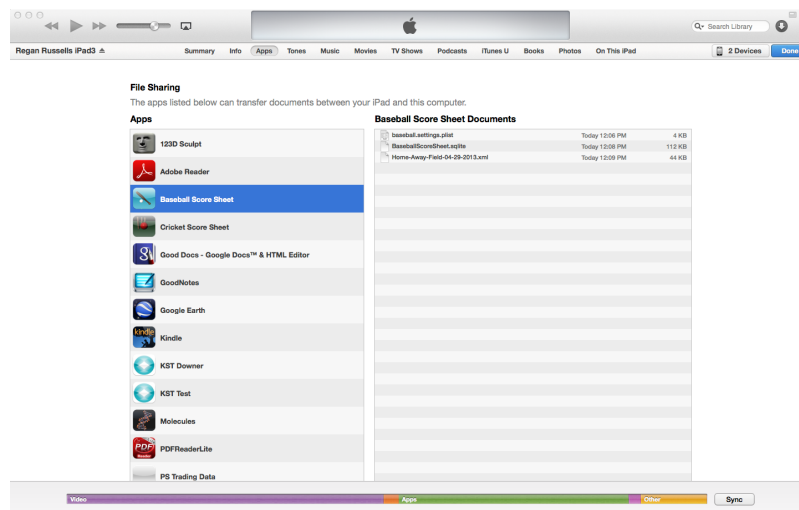 Search Library
Regan Russells iPad3
Summary Info Apps Tones Music Movies TV Shows Podcasts iTunes U Books Photos On This iPad
2 Devices
Done
File Sharing
The apps listed below can transfer documents between your iPad and this computer.
Apps
Baseball Score Sheet Documents
123D Sculpt
Adobe Reader
Baseball Score Sheet
Cricket Score Sheet
Good Docs - Google Docs™ & HTML Editor
GoodNotes
Google Earth
kindle
Kindle
KST Downer
KST Test
Molecules
PDF
Reader
PDFReaderLite
PS Trading Data
baseball.settings.plist Today 12:06 PM 4 KB
BaseballScoreSheet.sqlite Today 12:08 PM 112 KB
Home-Away-Field-04-29-2013.xml Today 12:09 PM 44 KB
Video
Apps
Other
Sync